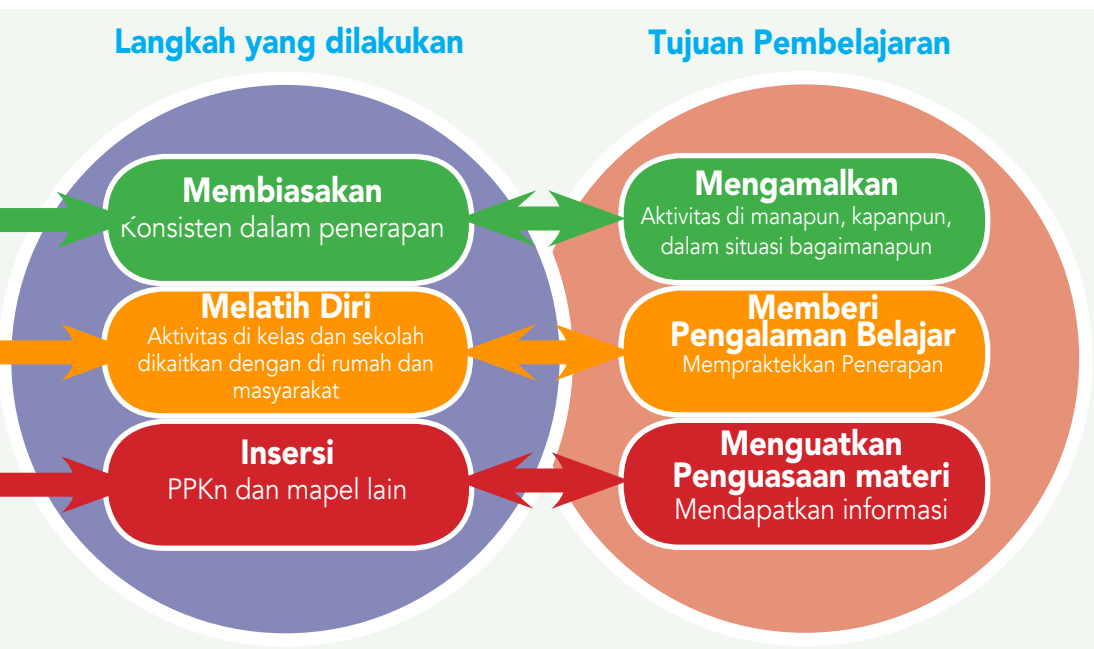 Langkah yang dilakukan
Membiasakan
Konsisten dalam penerapan
Melatih Diri
Aktivitas di kelas dan sekolah
dikaitkan dengan di rumah dan
masyarakat
Insersi
PPKn dan mapel lain
Tujuan Pembelajaran
Mengamalkan
Aktivitas di manapun, kapanpun,
dalam situasi bagaimanapun
Memberi
Pengalaman Belajar
Mempraktekkan Penerapan
Menguatkan
Penguasaan materi
Mendapatkan informasi